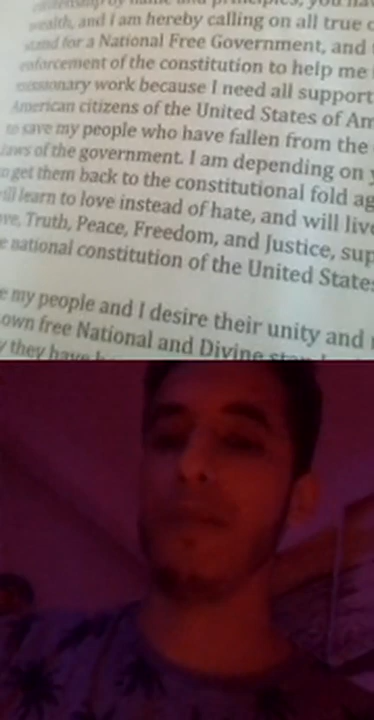 wealth, and I am hereby calling on all true c
stand for a National Free Government, and
enforcement of the constitution to help me
missionary work because I need all support
American citizens of the United States of Am
to save my people who have fallen from the
laws of the government. I am depending on y
to get them back to the constitutional fold ag
will learn to love instead of hate, and will live
ve, Truth, Peace, Freedom, and Justice, sup
e national constitution of the United States
e my people and I desire their unity and
own free National and Divine
y they have